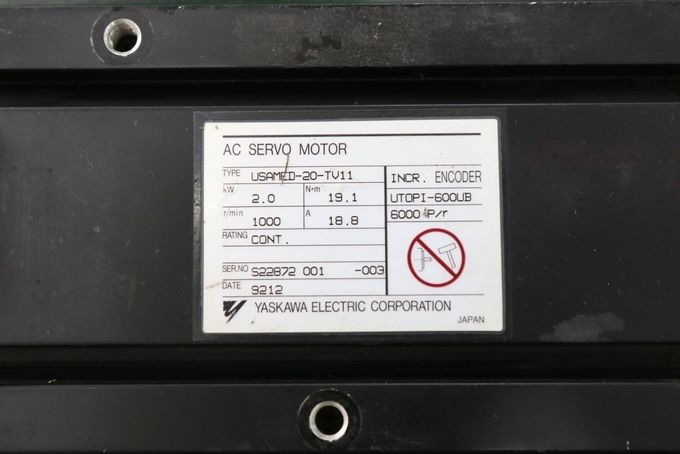 AC SERVO MOTOR
TYPE USAMED-20-TV11
kW 2.0 N·m 19.1
r/min 1000 A 18.8
RATING CONT.
INCR. ENCODER
UTOPI-600UB
6000 P/r
SER.NO S22872 001 -003
DATE 9212
YASKAWA ELECTRIC CORPORATION
JAPAN